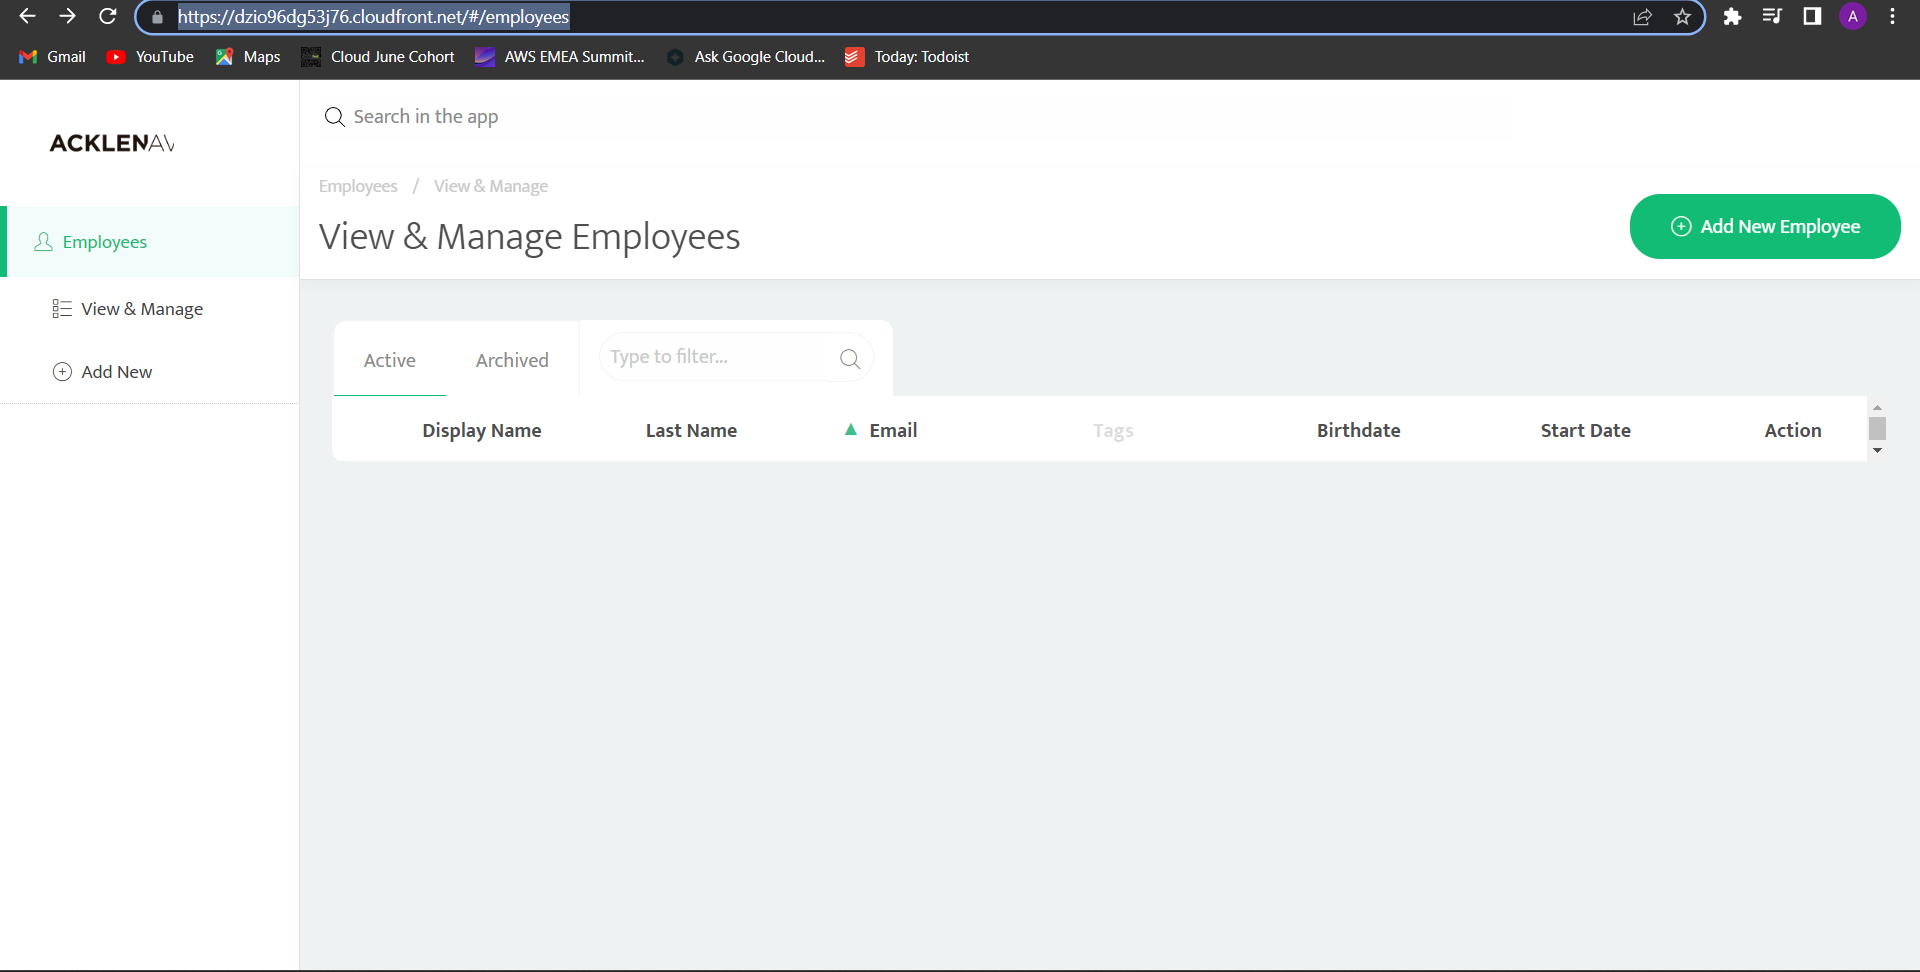 https://dzio96dg53j76.cloudfront.net/#/employees
A
Gmail YouTube Maps Cloud June Cohort AWS EMEA Summit... Ask Google Cloud... Today: Todoist
Search in the app
ACKLENAV
Employees / View & Manage
View & Manage Employees
Add New Employee
Employees
View & Manage
Add New
Active Archived Type to filter...
Display Name Last Name Email Tags Birthdate Start Date Action